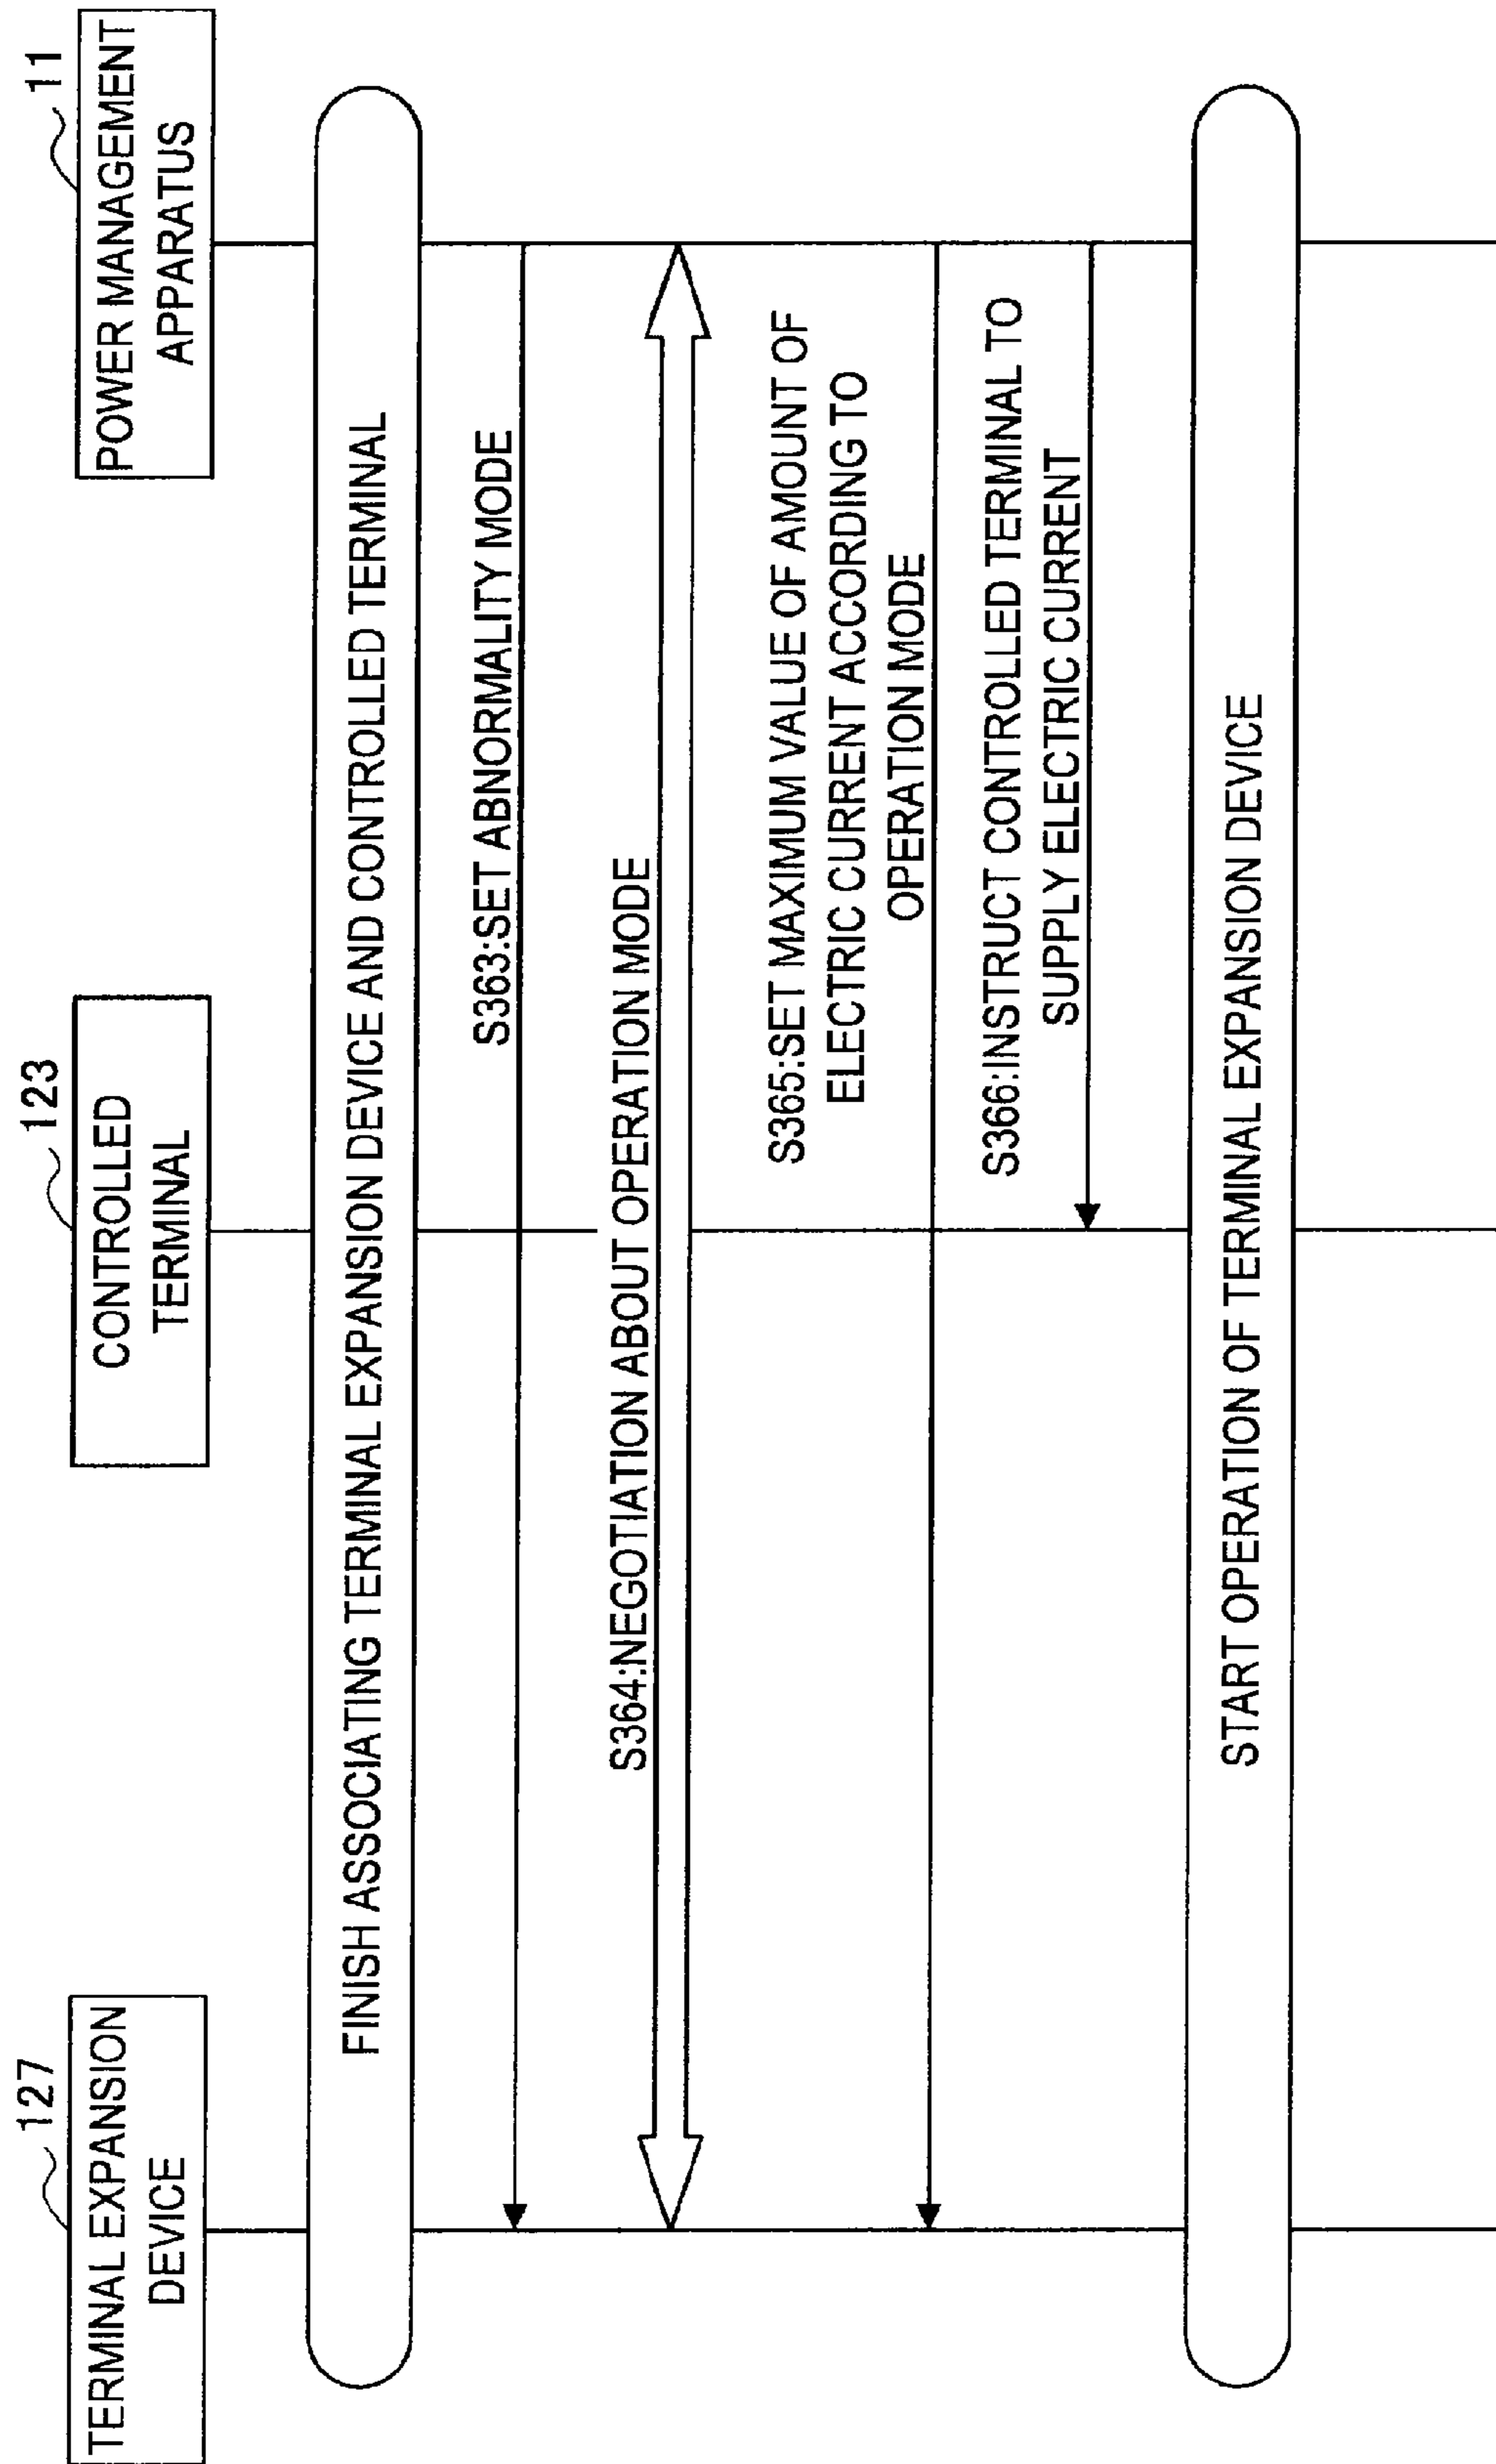 127
TERMINAL EXPANSION
DEVICE
123
CONTROLLED
TERMINAL
11
POWER MANAGEMENT
APPARATUS
FINISH ASSOCIATING TERMINAL EXPANSION DEVICE AND CONTROLLED TERMINAL
S363:SET ABNORMALITY MODE
S364:NEGOTIATION ABOUT OPERATION MODE
S365:SET MAXIMUM VALUE OF AMOUNT OF
ELECTRIC CURRENT ACCORDING TO
OPERATION MODE
S366:INSTRUCT CONTROLLED TERMINAL TO
SUPPLY ELECTRIC CURRENT
START OPERATION OF TERMINAL EXPANSION DEVICE